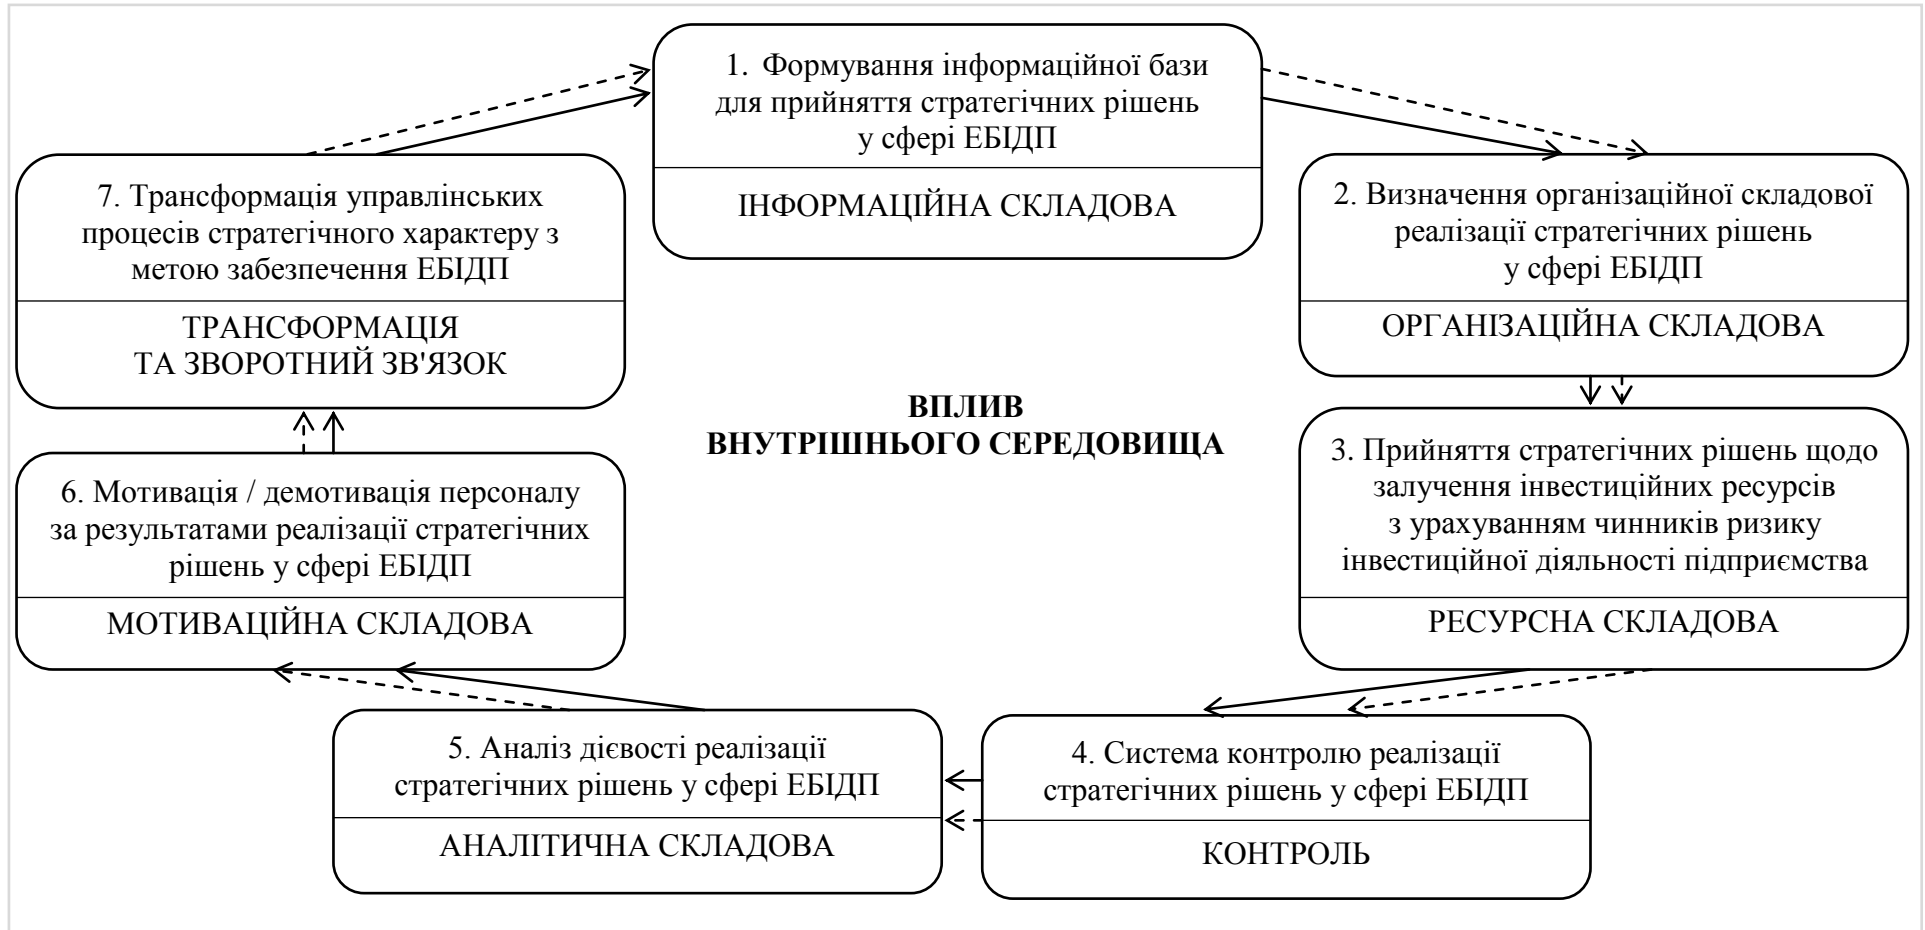 1. Формування інформаційної бази
для прийняття стратегічних рішень
у сфері ЕБІДП
ІНФОРМАЦІЙНА СКЛАДОВА
2. Визначення організаційної складової
реалізації стратегічних рішень
у сфері ЕБІДП
ОРГАНІЗАЦІЙНА СКЛАДОВА
3. Прийняття стратегічних рішень щодо
залучення інвестиційних ресурсів
з урахуванням чинників ризику
інвестиційної діяльності підприємства
РЕСУРСНА СКЛАДОВА
4. Система контролю реалізації
стратегічних рішень у сфері ЕБІДП
КОНТРОЛЬ
5. Аналіз дієвості реалізації
стратегічних рішень у сфері ЕБІДП
АНАЛІТИЧНА СКЛАДОВА
6. Мотивація / демотивація персоналу
за результатами реалізації стратегічних
рішень у сфері ЕБІДП
МОТИВАЦІЙНА СКЛАДОВА
7. Трансформація управлінських
процесів стратегічного характеру з
метою забезпечення ЕБІДП
ТРАНСФОРМАЦІЯ
ТА ЗВОРОТНИЙ ЗВ'ЯЗОК
ВПЛИВ
ВНУТРІШНЬОГО СЕРЕДОВИЩА